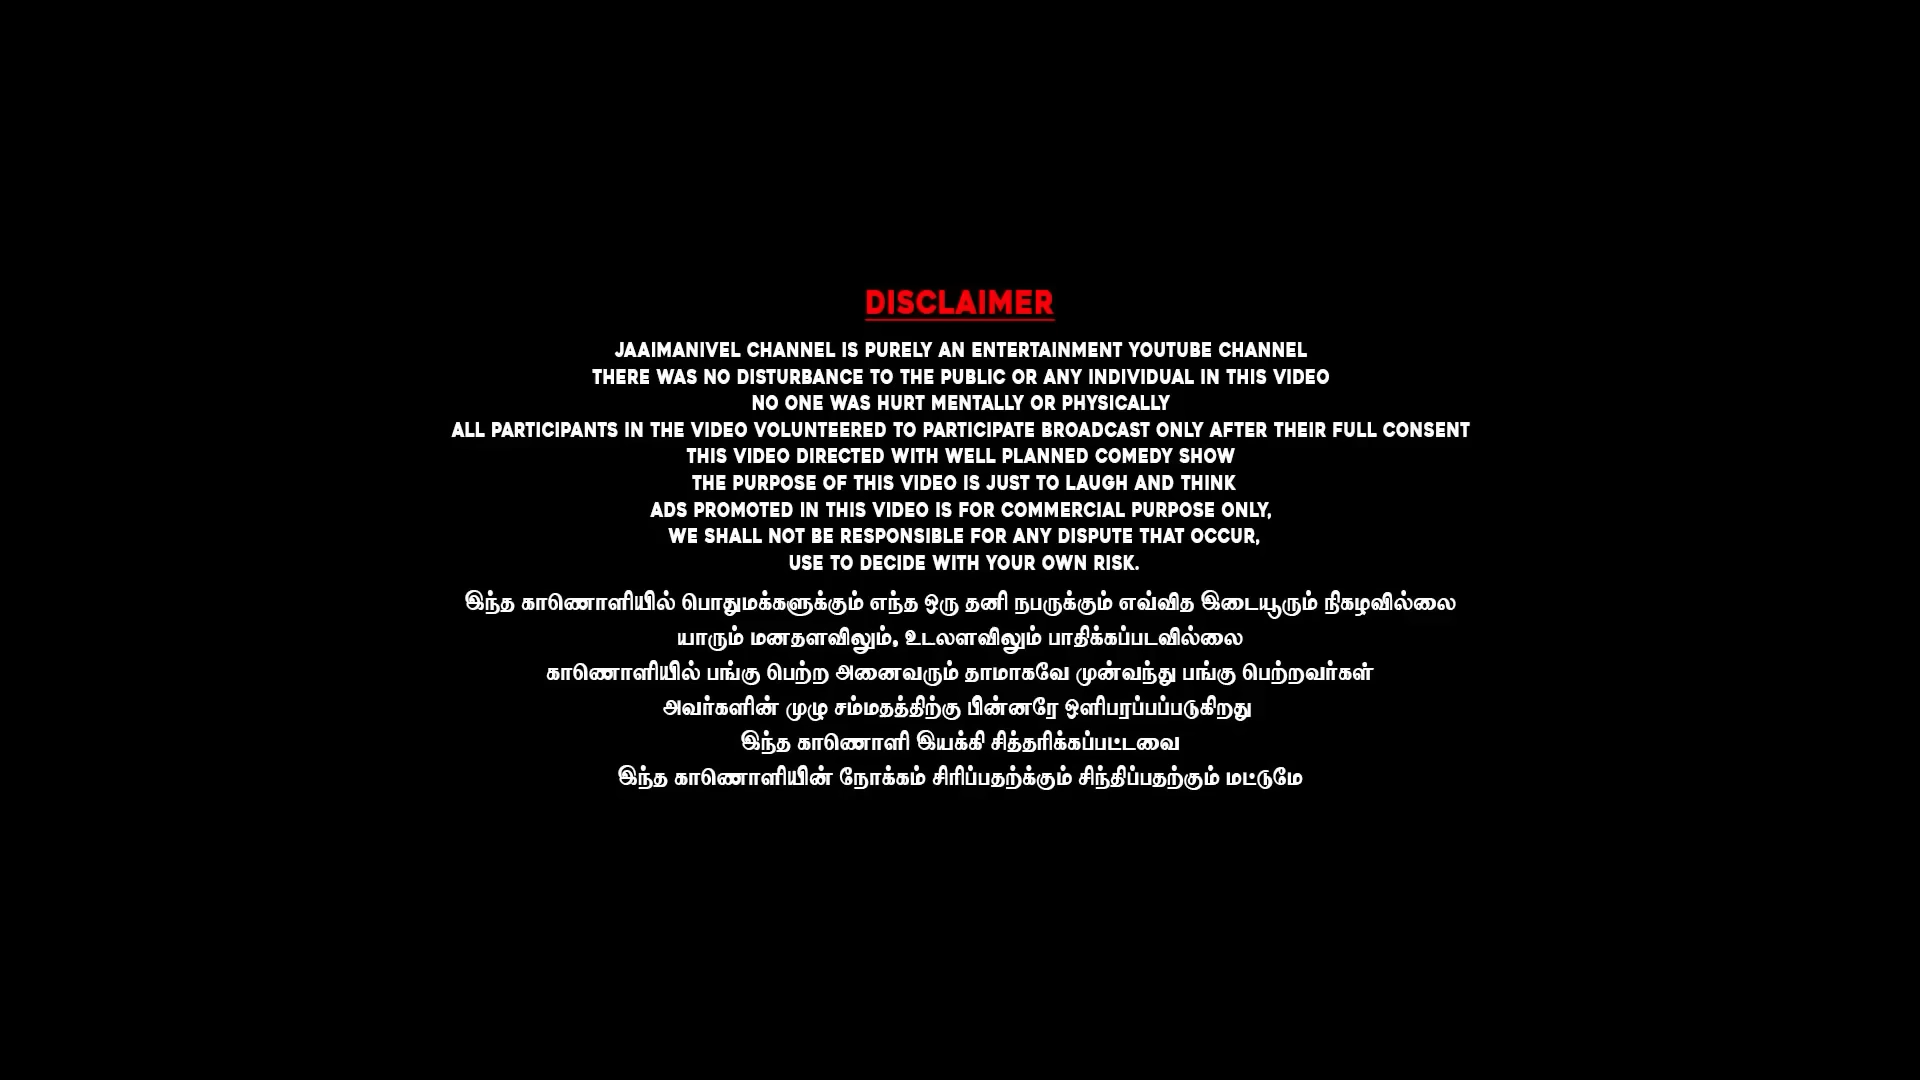 DISCLAIMER
JAAIMANIVEL CHANNEL IS PURELY AN ENTERTAINMENT YOUTUBE CHANNEL
THERE WAS NO DISTURBANCE TO THE PUBLIC OR ANY INDIVIDUAL IN THIS VIDEO
NO ONE WAS HURT MENTALLY OR PHYSICALLY
ALL PARTICIPANTS IN THE VIDEO VOLUNTEERED TO PARTICIPATE BROADCAST ONLY AFTER THEIR FULL CONSENT
THIS VIDEO DIRECTED WITH WELL PLANNED COMEDY SHOW
THE PURPOSE OF THIS VIDEO IS JUST TO LAUGH AND THINK
ADS PROMOTED IN THIS VIDEO IS FOR COMMERCIAL PURPOSE ONLY,
WE SHALL NOT BE RESPONSIBLE FOR ANY DISPUTE THAT OCCUR,
USE TO DECIDE WITH YOUR OWN RISK.
இந்த காணொளியில் பொதுமக்களுக்கும் எந்த ஒரு தனி நபருக்கும் எவ்வித இடையூரும் நிகழவில்லை
யாரும் மனதளவிலும், உடலளவிலும் பாதிக்கப்படவில்லை
காணொளியில் பங்கு பெற்ற அனைவரும் தாமாகவே முன்வந்து பங்கு பெற்றவர்கள்
அவர்களின் முழு சம்மதத்திற்கு பின்னரே ஒளிபரப்பப்படுகிறது
இந்த காணொளி இயக்கி சித்தரிக்கப்பட்டவை
இந்த காணொளியின் நோக்கம் சிரிப்பதற்க்கும் சிந்திப்பதற்கும் மட்டுமே